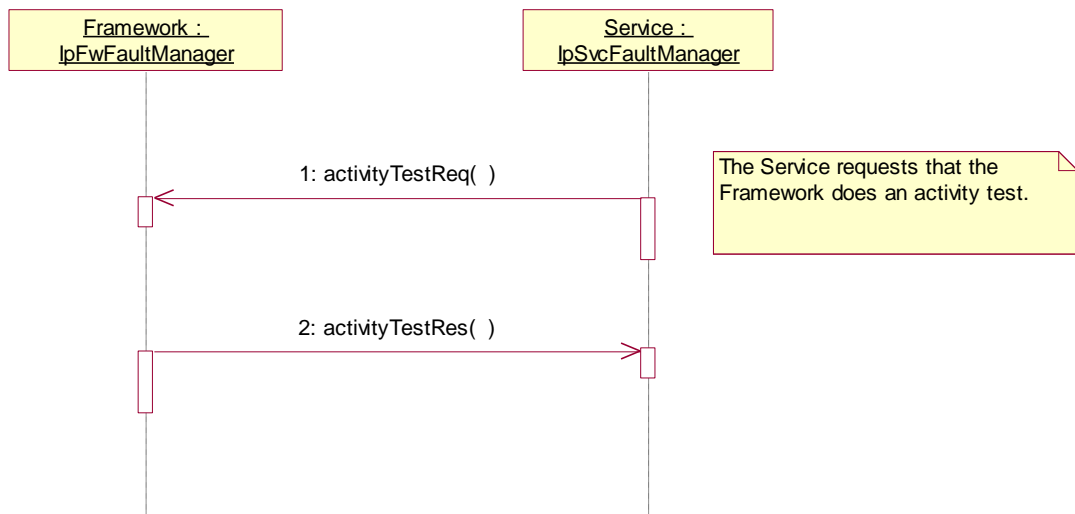 Framework :
IpFwFaultManager
Service :
IpSvcFaultManager
1: activityTestReq( )
The Service requests that the
Framework does an activity test.
2: activityTestRes( )